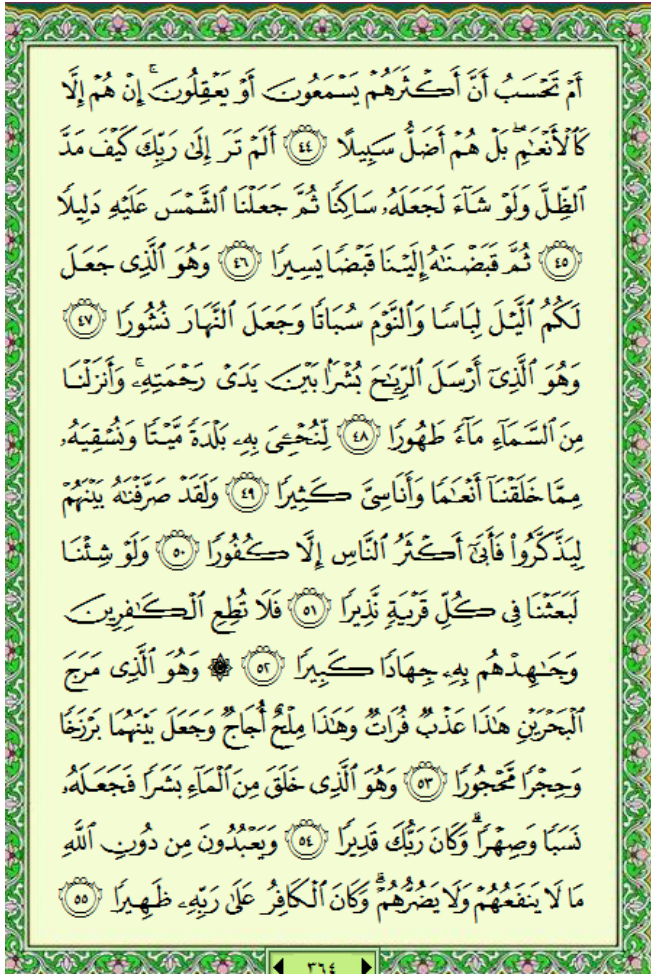 أَمْ تَحْسَبُ أَنَّ أَكْثَرَهُمْ يَسْمَعُونَ أَوْ يَعْقِلُونَ ۚ إِنْ هُمْ إِلَّا
كَٱلْأَنْعَٰمِ ۖ بَلْ هُمْ أَضَلُّ سَبِيلًا ﴿٤٤﴾ أَلَمْ تَرَ إِلَىٰ رَبِّكَ كَيْفَ مَدَّ
ٱلظِّلَّ وَلَوْ شَآءَ لَجَعَلَهُۥ سَاكِنًا ثُمَّ جَعَلْنَا ٱلشَّمْسَ عَلَيْهِ دَلِيلًا
﴿٤٥﴾ ثُمَّ قَبَضْنَٰهُ إِلَيْنَا قَبْضًا يَسِيرًا ﴿٤٦﴾ وَهُوَ ٱلَّذِى جَعَلَ
لَكُمُ ٱلَّيْلَ لِبَاسًا وَٱلنَّوْمَ سُبَاتًا وَجَعَلَ ٱلنَّهَارَ نُشُورًا ﴿٤٧﴾
وَهُوَ ٱلَّذِىٓ أَرْسَلَ ٱلرِّيَٰحَ بُشْرًۢا بَيْنَ يَدَىْ رَحْمَتِهِۦ ۚ وَأَنزَلْنَا
مِنَ ٱلسَّمَآءِ مَآءً طَهُورًا ﴿٤٨﴾ لِّنُحْـِۧىَ بِهِۦ بَلْدَةً مَّيْتًا وَنُسْقِيَهُۥ
مِمَّا خَلَقْنَآ أَنْعَٰمًا وَأَنَاسِىَّ كَثِيرًا ﴿٤٩﴾ وَلَقَدْ صَرَّفْنَٰهُ بَيْنَهُمْ
لِيَذَّكَّرُوا۟ فَأَبَىٰٓ أَكْثَرُ ٱلنَّاسِ إِلَّا كُفُورًا ﴿٥٠﴾ وَلَوْ شِئْنَا
لَبَعَثْنَا فِى كُلِّ قَرْيَةٍ نَّذِيرًا ﴿٥١﴾ فَلَا تُطِعِ ٱلْكَٰفِرِينَ
وَجَٰهِدْهُم بِهِۦ جِهَادًا كَبِيرًا ﴿٥٢﴾ ۞ وَهُوَ ٱلَّذِى مَرَجَ
ٱلْبَحْرَيْنِ هَٰذَا عَذْبٌ فُرَاتٌ وَهَٰذَا مِلْحٌ أُجَاجٌ وَجَعَلَ بَيْنَهُمَا بَرْزَخًا
وَحِجْرًا مَّحْجُورًا ﴿٥٣﴾ وَهُوَ ٱلَّذِى خَلَقَ مِنَ ٱلْمَآءِ بَشَرًا فَجَعَلَهُۥ
نَسَبًا وَصِهْرًا ۗ وَكَانَ رَبُّكَ قَدِيرًا ﴿٥٤﴾ وَيَعْبُدُونَ مِن دُونِ ٱللَّهِ
مَا لَا يَنفَعُهُمْ وَلَا يَضُرُّهُمْ ۗ وَكَانَ ٱلْكَافِرُ عَلَىٰ رَبِّهِۦ ظَهِيرًا ﴿٥٥﴾
٣٦٤